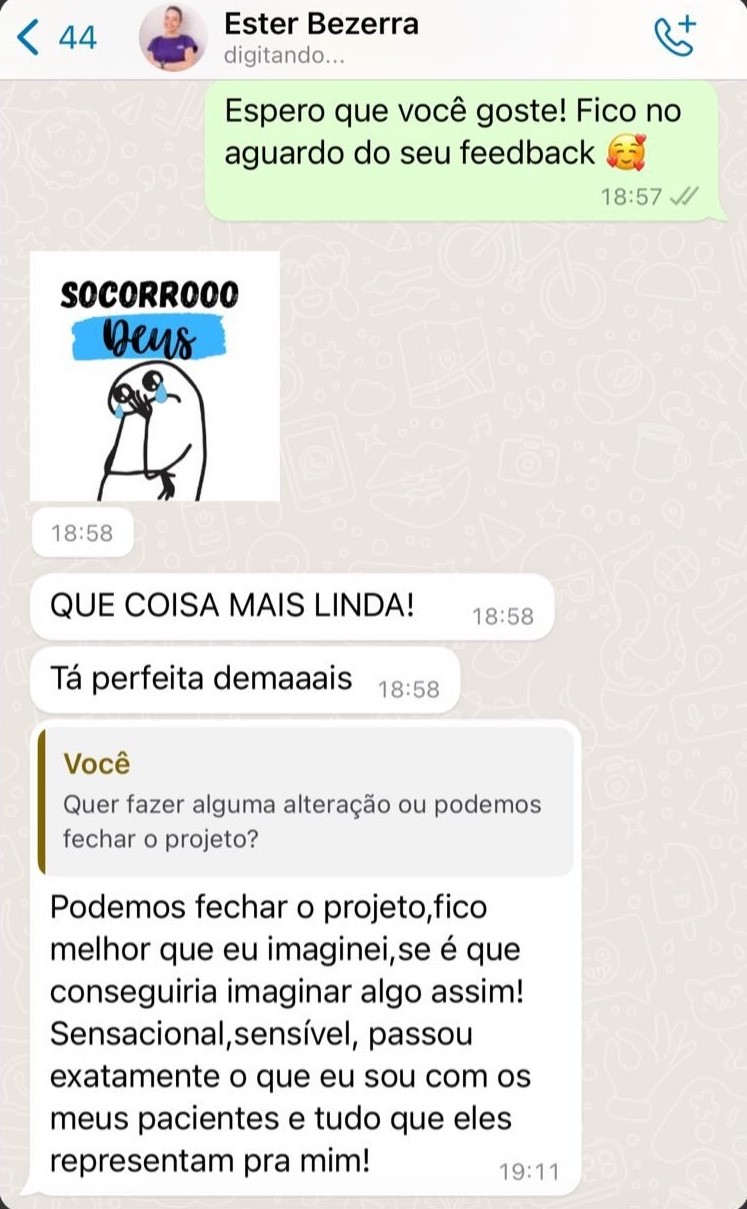 44
Ester Bezerra
digitando...
Espero que você goste! Fico no
aguardo do seu feedback 🥰
18:57
SOCORROOO
Deus
18:58
QUE COISA MAIS LINDA!
18:58
Tá perfeita demaaais
18:58
Você
Quer fazer alguma alteração ou podemos
fechar o projeto?
Podemos fechar o projeto,fico
melhor que eu imaginei,se é que
conseguiria imaginar algo assim!
Sensacional,sensível, passou
exatamente o que eu sou com os
meus pacientes e tudo que eles
representam pra mim!
19:11